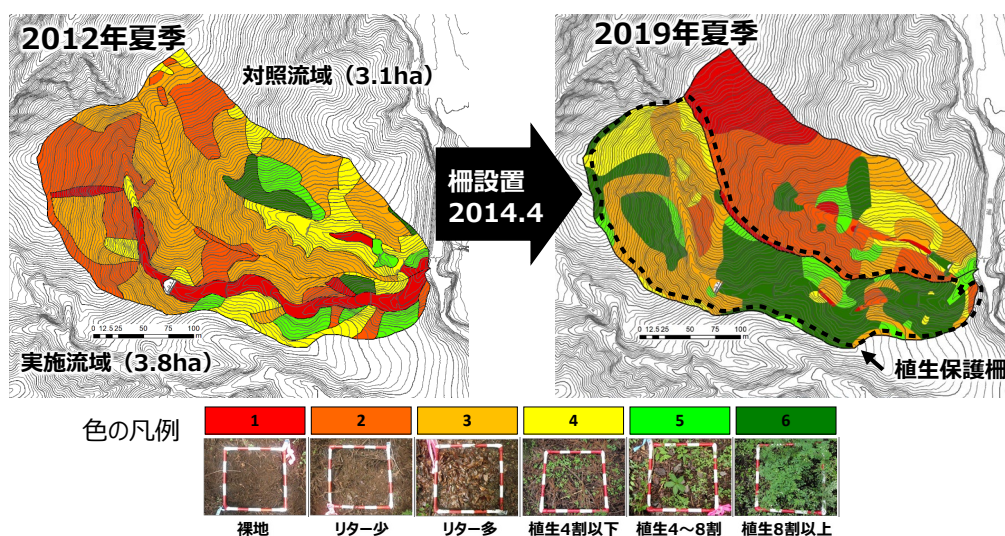 2012年夏季
対照流域（3.1ha）
0 12.5 25 50 75 100
m
実施流域（3.8ha）
柵設置
2014.4
2019年夏季
0 12.5 25 50 75 100
m
植生保護柵
色の凡例
1 2 3 4 5 6
裸地 リター少 リター多 植生4割以下 植生4～8割 植生8割以上